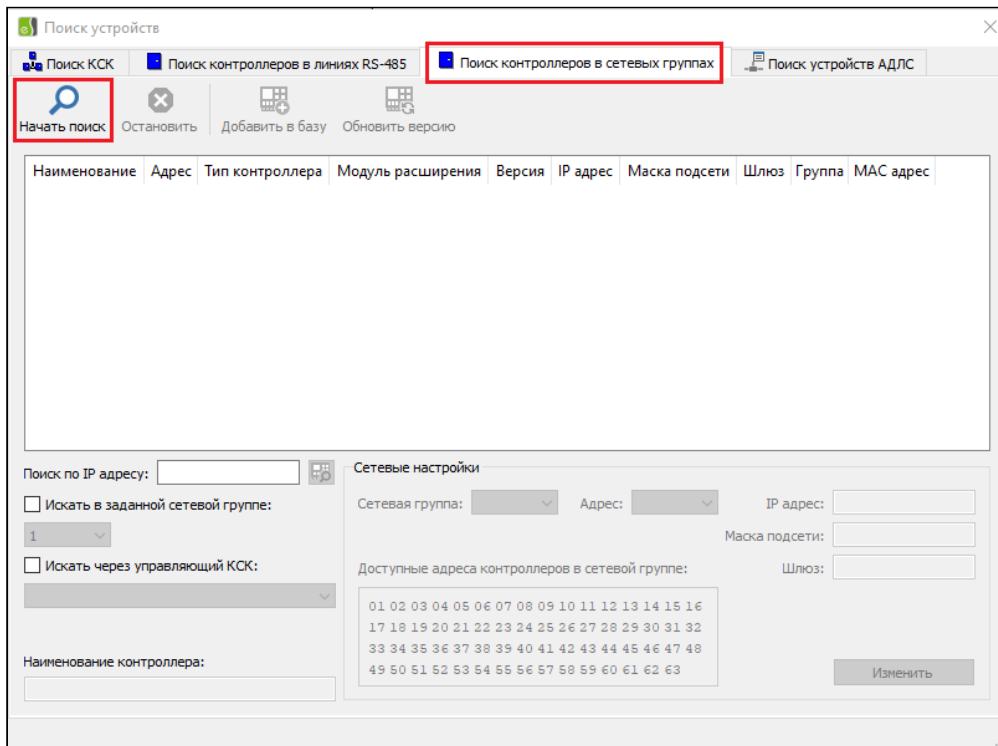 Поиск устройств
Поиск КСК Поиск контроллеров в линиях RS-485 Поиск контроллеров в сетевых группах Поиск устройств АДЛС
Начать поиск Остановить Добавить в базу Обновить версию
Наименование Адрес Тип контроллера Модуль расширения Версия IP адрес Маска подсети Шлюз Группа MAC адрес
Поиск по IP адресу:
Искать в заданной сетевой группе:
1
Искать через управляющий КСК:
Наименование контроллера:
Сетевые настройки
Сетевая группа: Адрес: IP адрес:
Маска подсети:
Доступные адреса контроллеров в сетевой группе: Шлюз:
01 02 03 04 05 06 07 08 09 10 11 12 13 14 15 16
17 18 19 20 21 22 23 24 25 26 27 28 29 30 31 32
33 34 35 36 37 38 39 40 41 42 43 44 45 46 47 48
49 50 51 52 53 54 55 56 57 58 59 60 61 62 63
Изменить